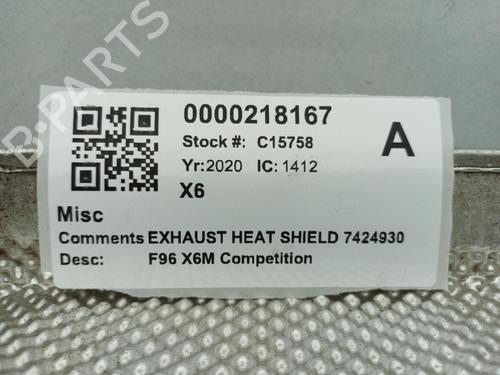 0000218167
Stock #: C15758
A
Yr:2020 IC:1412
X6
Misc
Comments EXHAUST HEAT SHIELD 7424930
Desc: F96 X6M Competition
B-PARTS